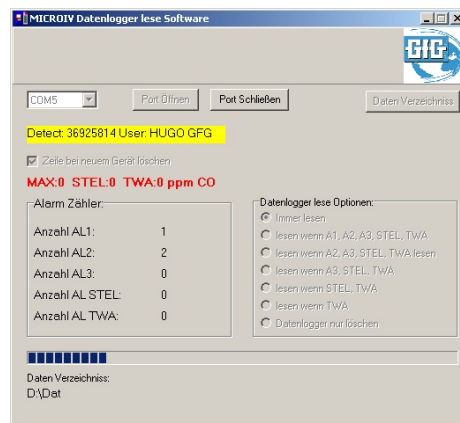 MICROIV Datenlogger lese Software
GfG
COM5 Port Öffnen Port Schließen Daten Verzeichniss
Detect: 36925814 User: HUGO GFG
Zeile bei neuem Gerät löschen
MAX:0 STEL:0 TWA:0 ppm CO
Alarm Zähler:
Anzahl AL1: 1
Anzahl AL2: 2
Anzahl AL3: 0
Anzahl AL STEL: 0
Anzahl AL TWA: 0
Datenlogger lese Optionen:
Immer lesen
lesen wenn A1, A2, A3, STEL, TWA
lesen wenn A2, A3, STEL, TWA lesen
lesen wenn A3, STEL, TWA
lesen wenn STEL, TWA
lesen wenn TWA
Datenlogger nur löschen
Daten Verzeichniss:
D:\Dat